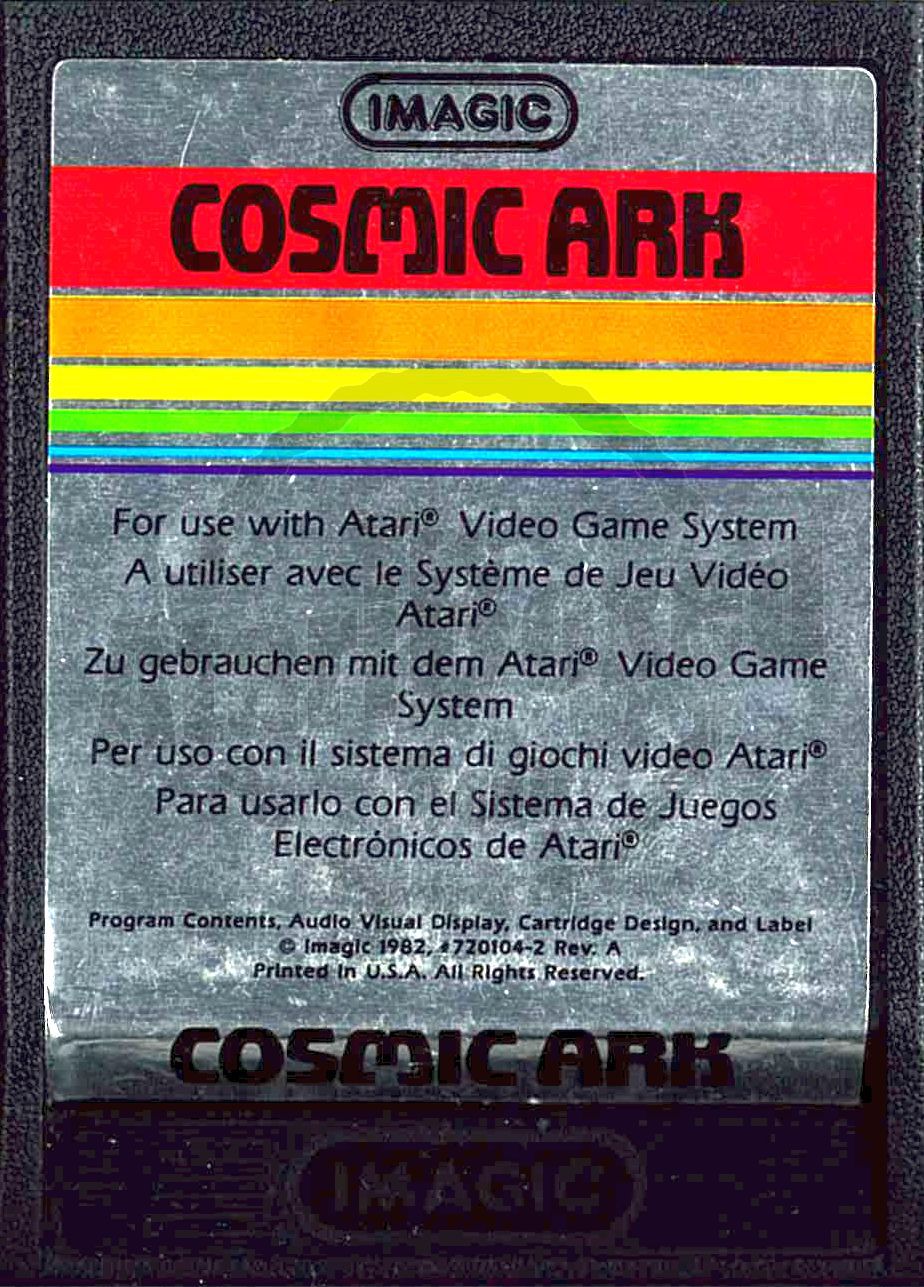 IMAGIC
COSMIC ARK
For use with Atari® Video Game System
A utiliser avec le Système de Jeu Vidéo
Atari®
Zu gebrauchen mit dem Atari® Video Game
System
Per uso con il sistema di giochi video Atari®
Para usarlo con el Sistema de Juegos
Electrónicos de Atari®
Program Contents, Audio Visual Display, Cartridge Design, and Label
© Imagic 1982, #720104-2 Rev. A
Printed in U.S.A. All Rights Reserved.
COSMIC ARK
IMAGIC